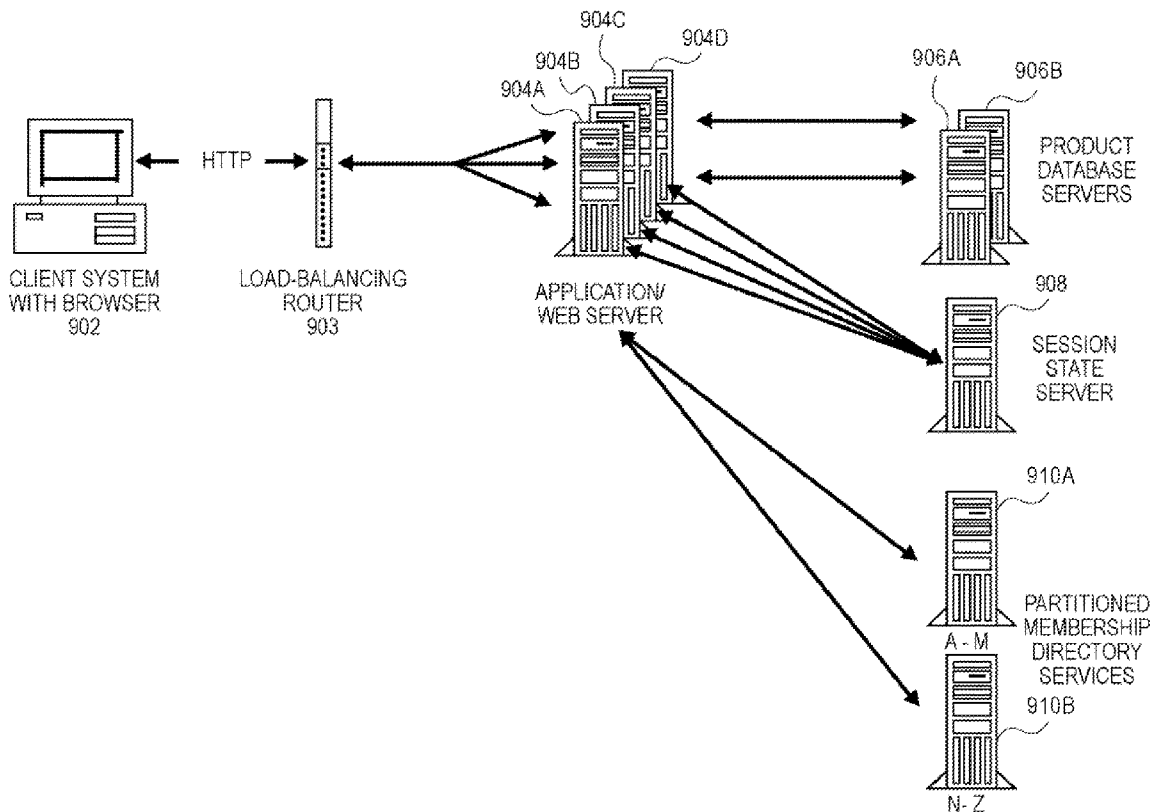 904C
904D
904B
904A
906A
906B
HTTP
PRODUCT
DATABASE
SERVERS
CLIENT SYSTEM
WITH BROWSER
902
LOAD-BALANCING
ROUTER
903
APPLICATION/
WEB SERVER
908
SESSION
STATE
SERVER
910A
A - M
PARTITIONED
MEMBERSHIP
DIRECTORY
SERVICES
910B
N- Z